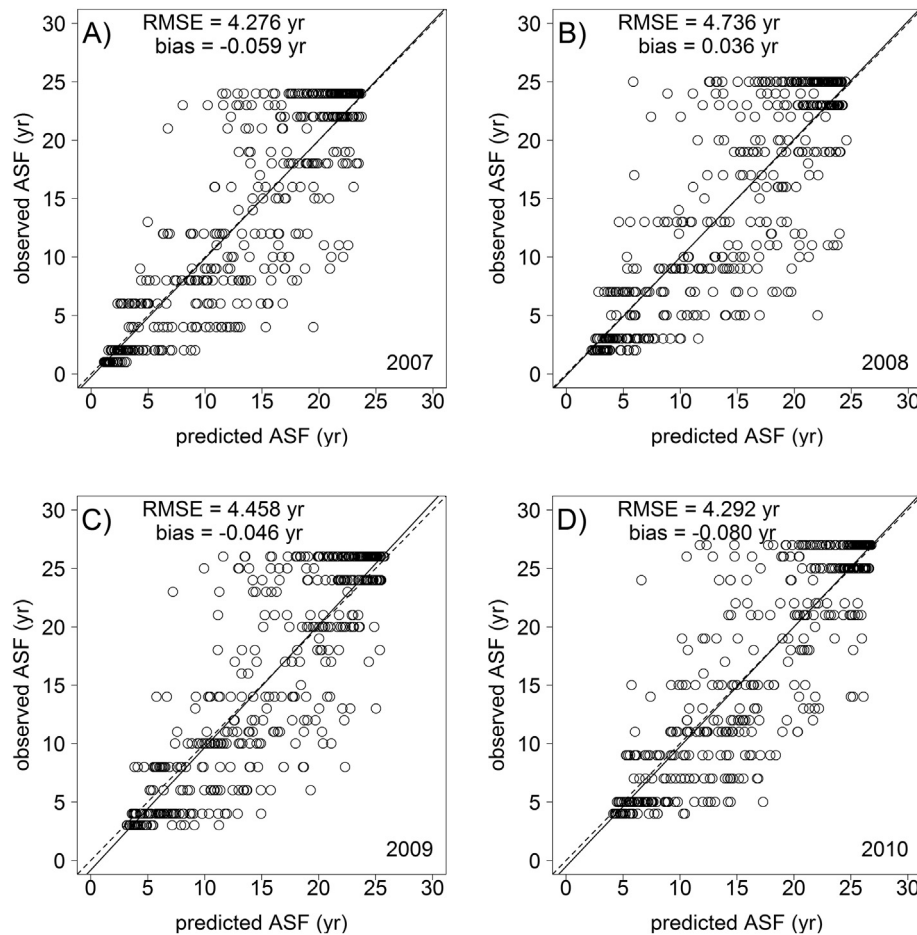 A)
RMSE = 4.276 yr
bias = -0.059 yr
30
25
20
15
10
5
0
observed ASF (yr)
2007
0 5 10 15 20 25 30
predicted ASF (yr)
B)
RMSE = 4.736 yr
bias = 0.036 yr
30
25
20
15
10
5
0
observed ASF (yr)
2008
0 5 10 15 20 25 30
predicted ASF (yr)
C)
RMSE = 4.458 yr
bias = -0.046 yr
30
25
20
15
10
5
0
observed ASF (yr)
2009
0 5 10 15 20 25 30
predicted ASF (yr)
D)
RMSE = 4.292 yr
bias = -0.080 yr
30
25
20
15
10
5
0
observed ASF (yr)
2010
0 5 10 15 20 25 30
predicted ASF (yr)